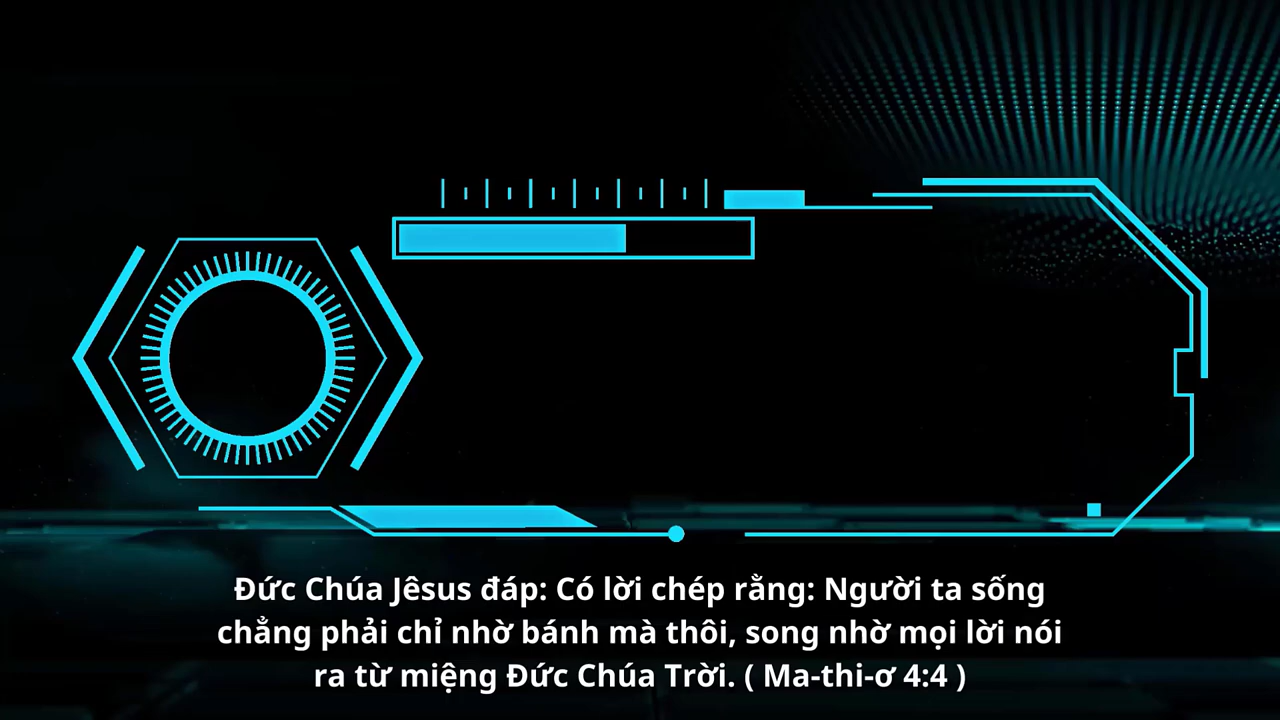 Đức Chúa Jêsus đáp: Có lời chép rằng: Người ta sống
chẳng phải chỉ nhờ bánh mà thôi, song nhờ mọi lời nói
ra từ miệng Đức Chúa Trời. ( Ma-thi-ơ 4:4 )